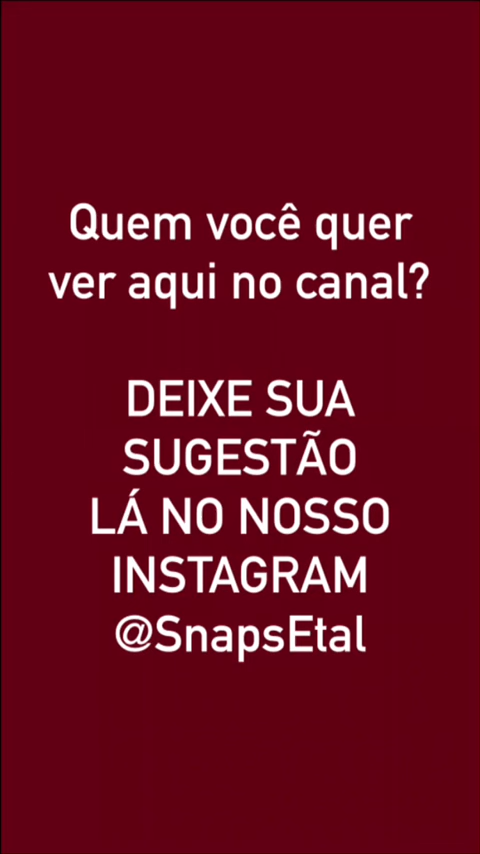 Quem você quer
ver aqui no canal?
DEIXE SUA
SUGESTÃO
LÁ NO NOSSO
INSTAGRAM
@SnapsEtal